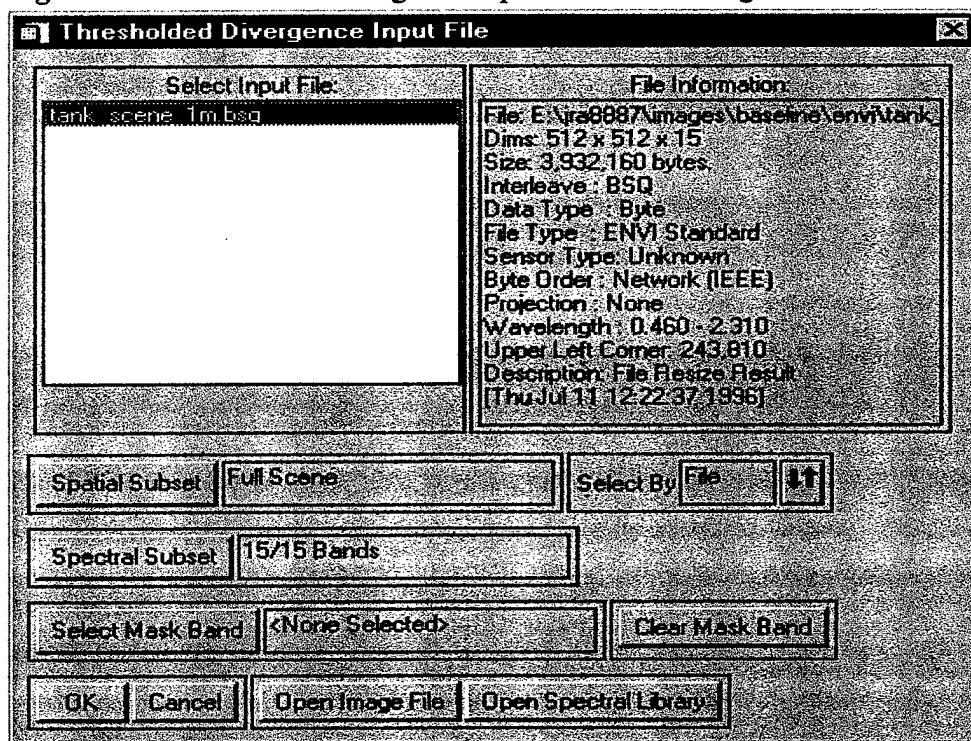 Thresholded Divergence Input File
Select Input File:
tank_scene_1m.bsq
File Information:
File: E:\jra8887\images\baseline\envi\tank_
Dims: 512 x 512 x 15
Size: 3,932,160 bytes.
Interleave : BSQ
Data Type : Byte
File Type : ENVI Standard
Sensor Type: Unknown
Byte Order : Network (IEEE)
Projection : None
Wavelength : 0.460 - 2.310
Upper Left Corner: 243,810
Description: File Resize Result
[Thu Jul 11 12:22:37 1996]
Spatial Subset Full Scene Select By File
Spectral Subset 15/15 Bands
Select Mask Band <None Selected> Clear Mask Band
OK Cancel Open Image File Open Spectral Library